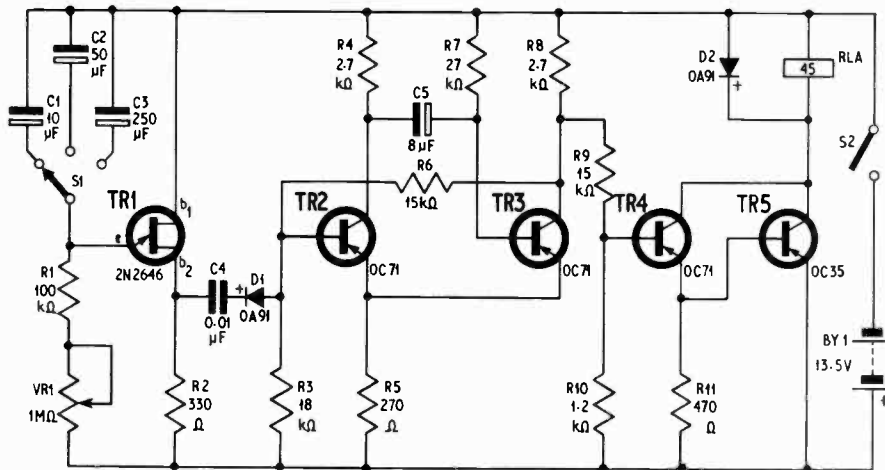 C2
50
µF
C1
10
µF
C3
250
µF
S1
TR1
b1
e
b2
2N2646
R1
100
kΩ
VR1
1MΩ
C4
0.01
µF
+
D1
OA91
R2
330
Ω
R3
18
kΩ
R4
2.7
kΩ
C5
8µF
R6
15kΩ
TR2
OC71
R5
270
Ω
R7
27
kΩ
R8
2.7
kΩ
TR3
OC71
R9
15
kΩ
R10
1.2
kΩ
TR4
OC71
R11
470
Ω
D2
OA91
+
RLA
45
TR5
OC35
S2
BY 1
13.5V
+